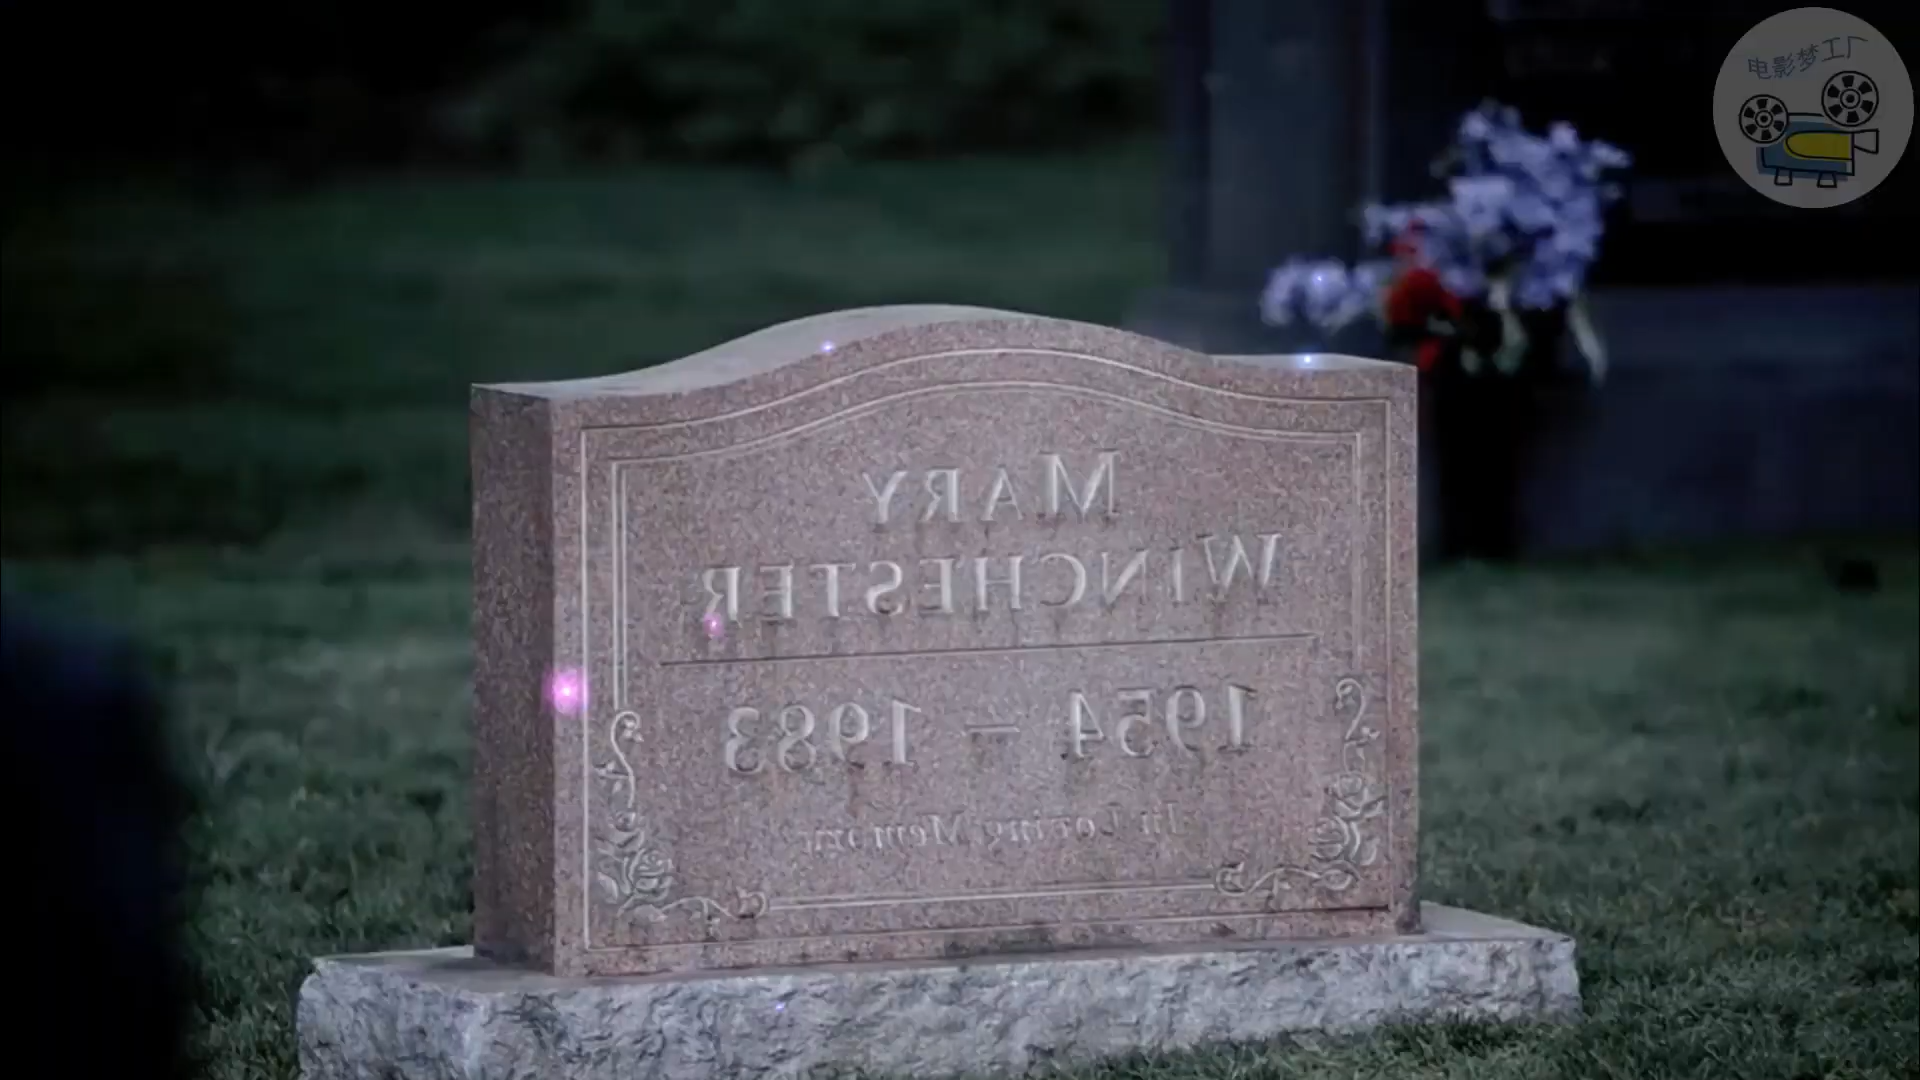 电影梦工厂
MARY
WINCHESTER
1954 – 1983
In Loving Memory